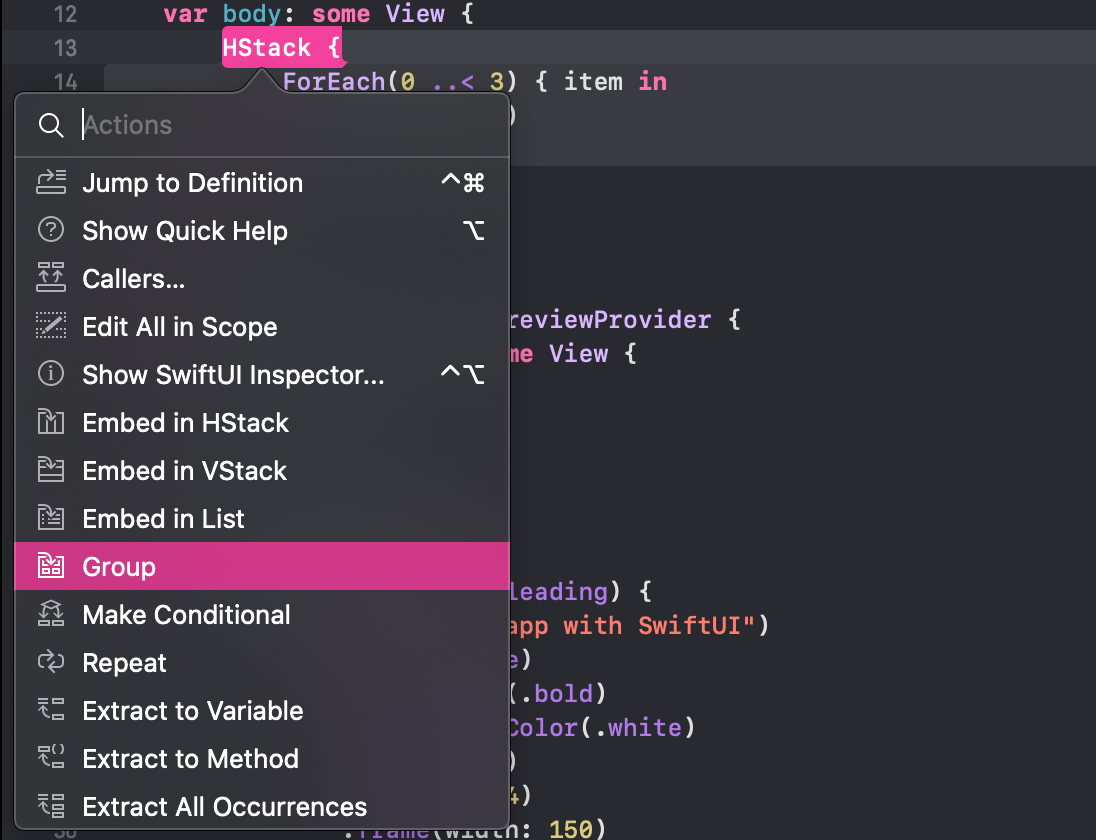 12 var body: some View {
13 HStack {
14 ForEach(0 ..< 3) { item in
Actions )
Jump to Definition ^⌘
Show Quick Help ⌥
Callers...
Edit All in Scope
reviewProvider {
me View {
Show SwiftUI Inspector... ^⌥
Embed in HStack
Embed in VStack
Embed in List
Group
leading) {
Make Conditional
app with SwiftUI")
Repeat
e)
(.bold)
Extract to Variable
Color(.white)
Extract to Method
)
4)
Extract All Occurrences
.frame(width: 150)